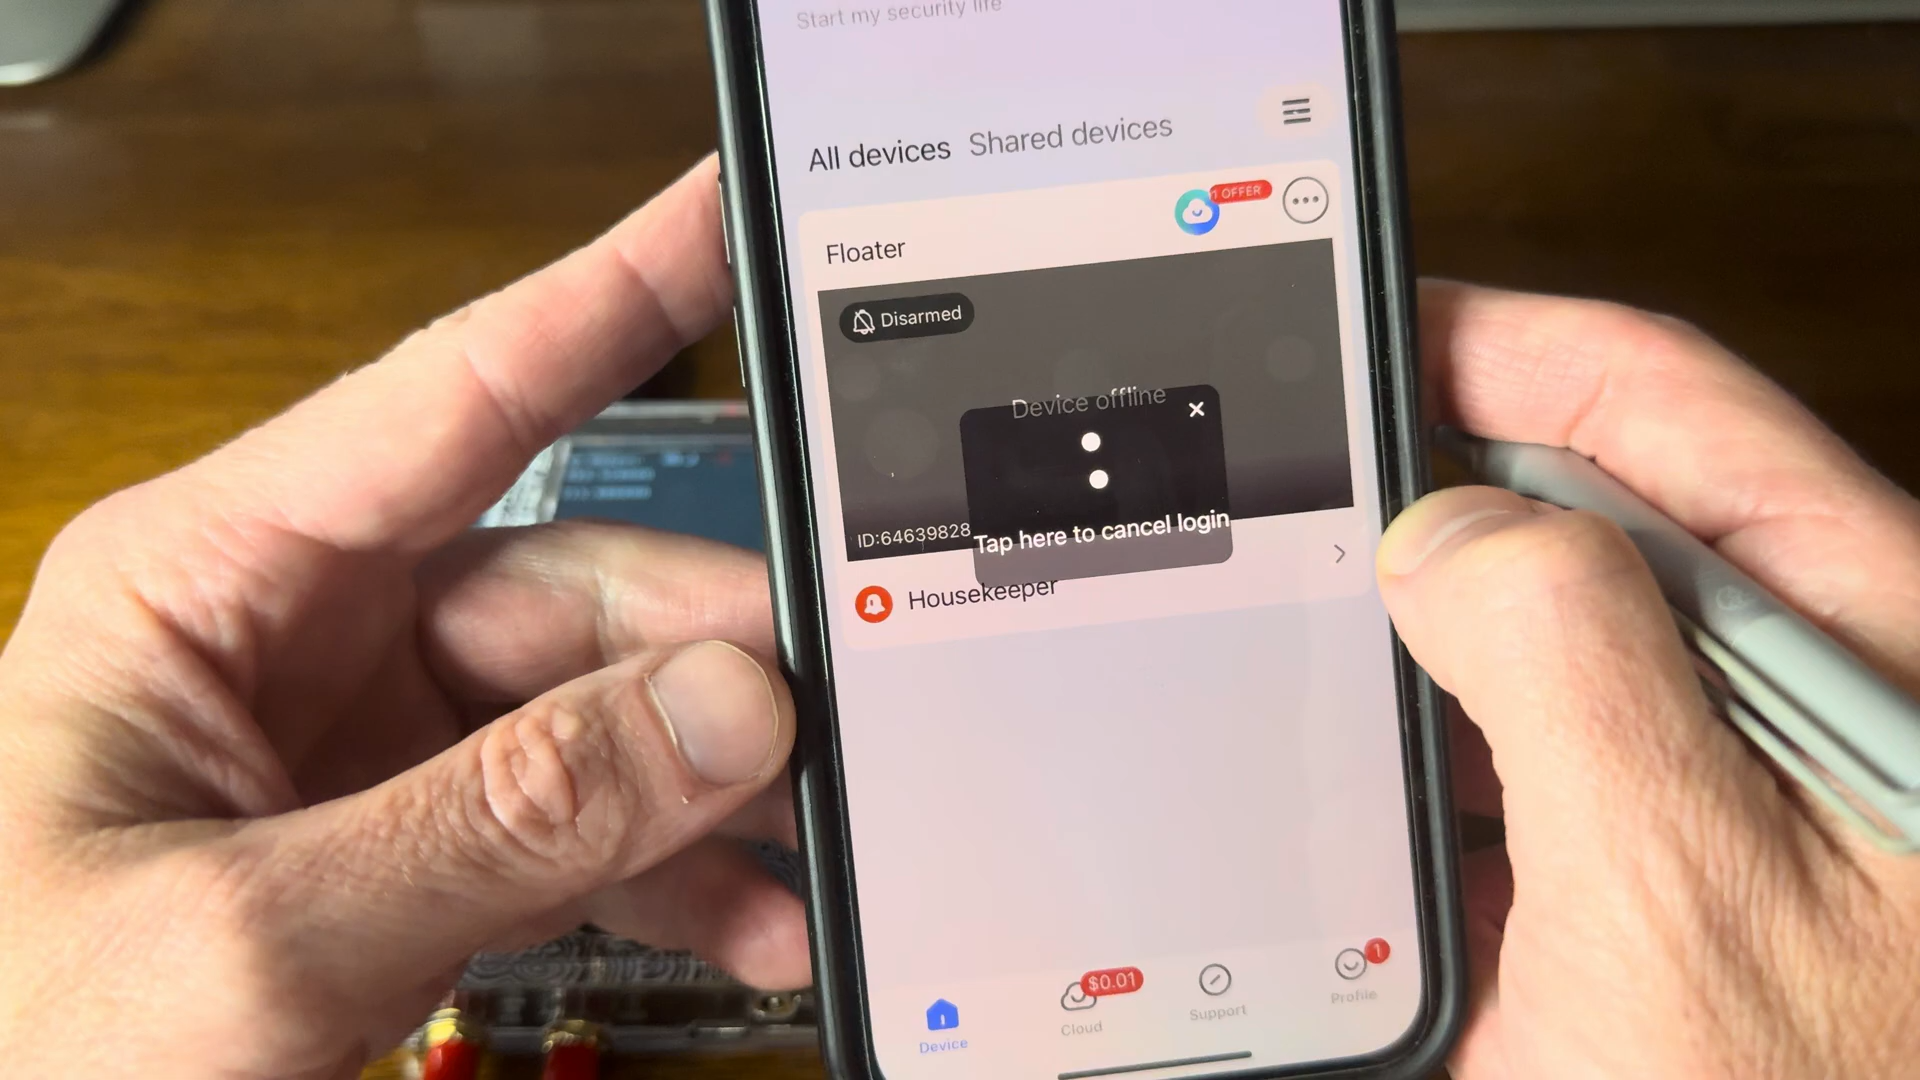 Start my security life
All devices Shared devices
1 OFFER
Floater
Disarmed
Device offline
Tap here to cancel login
ID:64639828
Housekeeper
$0.01
1
Device
Cloud
Support
Profile